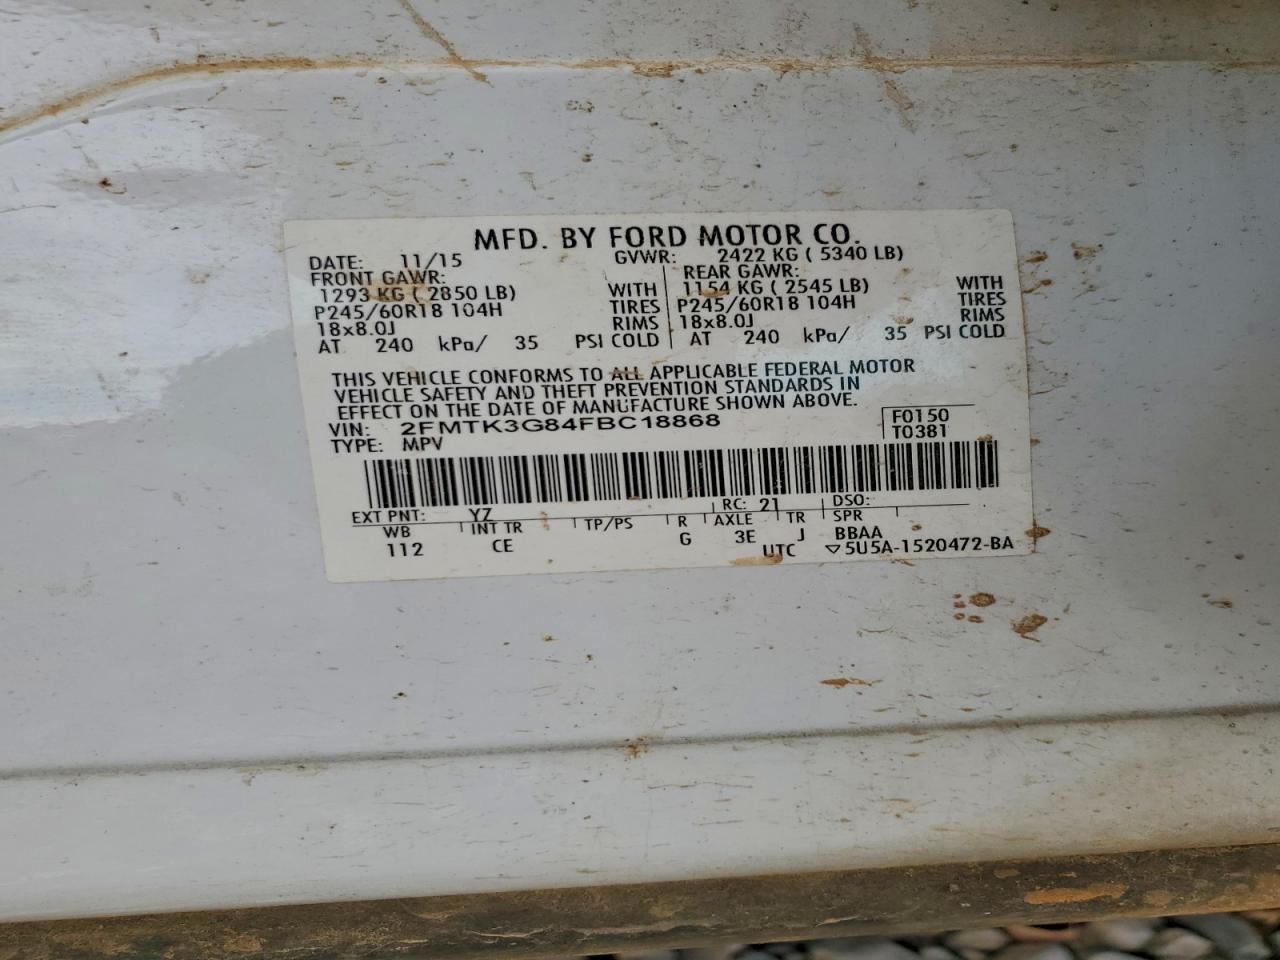 MFD. BY FORD MOTOR CO.
DATE: 11/15 GVWR: 2422 KG ( 5340 LB)
FRONT GAWR: REAR GAWR:
1293 KG ( 2850 LB) WITH 1154 KG ( 2545 LB) WITH
P245/60R18 104H TIRES P245/60R18 104H TIRES
18x8.0J RIMS 18x8.0J RIMS
AT 240 kPa/ 35 PSI COLD AT 240 kPa/ 35 PSI COLD
THIS VEHICLE CONFORMS TO ALL APPLICABLE FEDERAL MOTOR
VEHICLE SAFETY AND THEFT PREVENTION STANDARDS IN
EFFECT ON THE DATE OF MANUFACTURE SHOWN ABOVE.
VIN: 2FMTK3G84FBC18868 F0150
TYPE: MPV T0381
EXT PNT: YZ RC: 21 DSO:
WB INT TR TP/PS R AXLE TR SPR
112 CE G 3E J BBAA
UTC ▽5U5A-1520472-BA